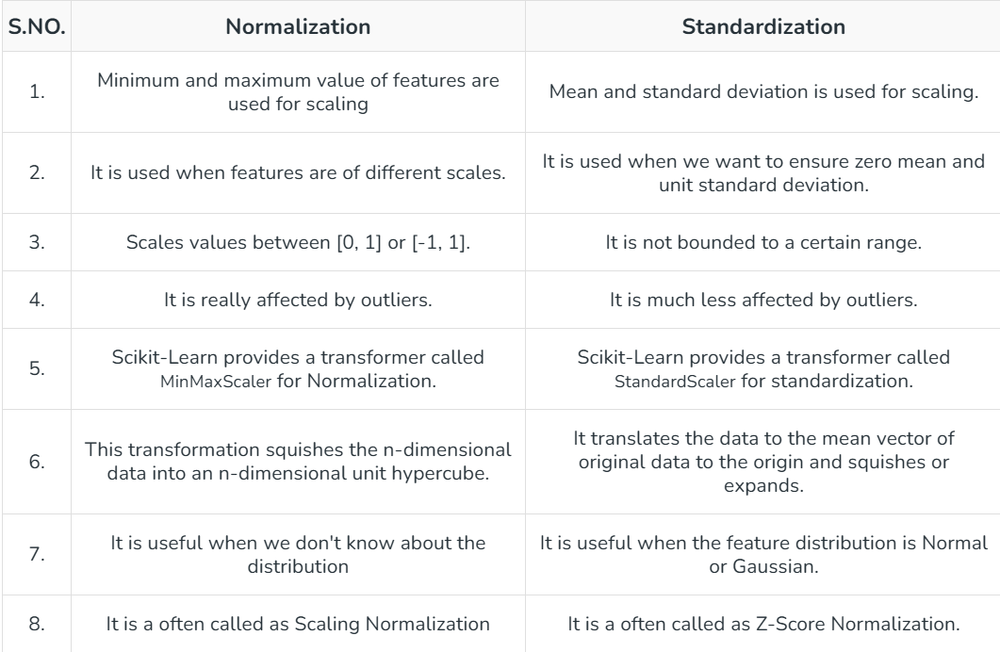 S.NO. Normalization Standardization
1. Minimum and maximum value of features are
used for scaling
Mean and standard deviation is used for scaling.
2. It is used when features are of different scales.
It is used when we want to ensure zero mean and
unit standard deviation.
3. Scales values between [0, 1] or [-1, 1]. It is not bounded to a certain range.
4. It is really affected by outliers. It is much less affected by outliers.
5. Scikit-Learn provides a transformer called
MinMaxScaler for Normalization.
Scikit-Learn provides a transformer called
StandardScaler for standardization.
6. This transformation squishes the n-dimensional
data into an n-dimensional unit hypercube.
It translates the data to the mean vector of
original data to the origin and squishes or
expands.
7. It is useful when we don't know about the
distribution
It is useful when the feature distribution is Normal
or Gaussian.
8. It is a often called as Scaling Normalization It is a often called as Z-Score Normalization.